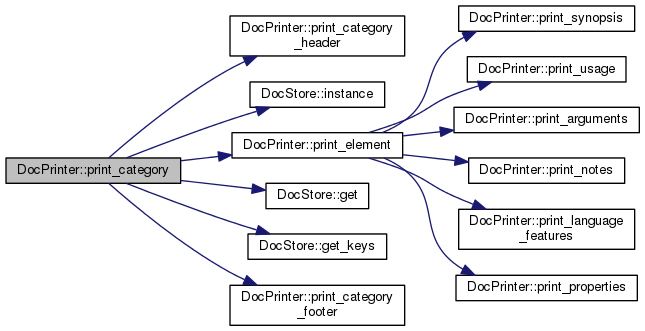 DocPrinter::print_category
DocPrinter::print_category
_header
DocStore::instance
DocPrinter::print_element
DocStore::get
DocStore::get_keys
DocPrinter::print_category
_footer
DocPrinter::print_synopsis
DocPrinter::print_usage
DocPrinter::print_arguments
DocPrinter::print_notes
DocPrinter::print_language
_features
DocPrinter::print_properties